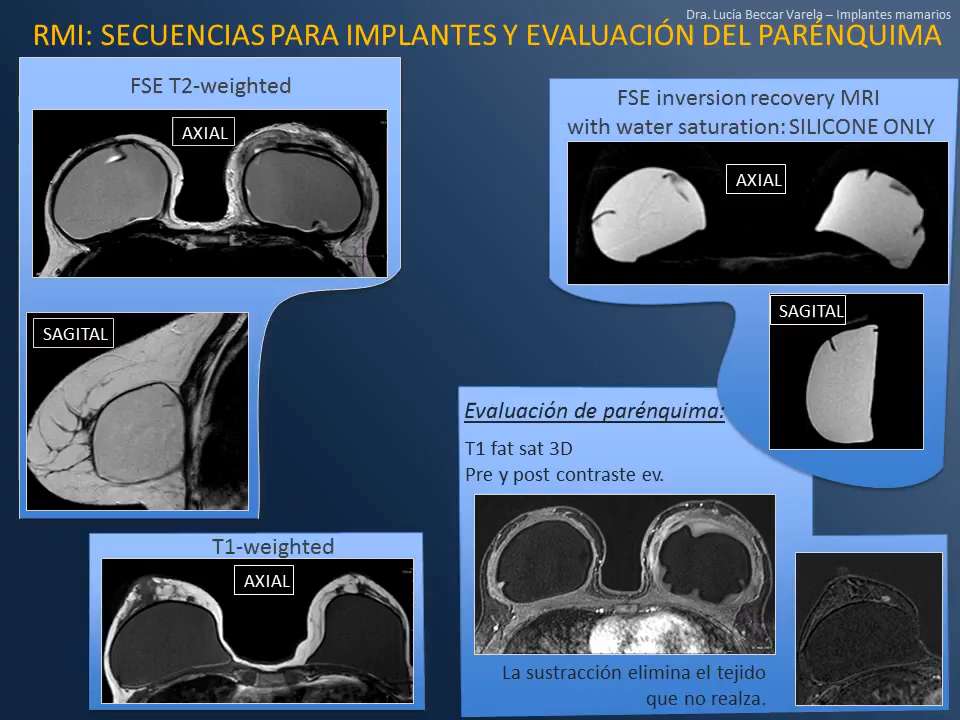 Dra. Lucía Beccar Varela – Implantes mamarios
RMI: SECUENCIAS PARA IMPLANTES Y EVALUACIÓN DEL PARÉNQUIMA
FSE T2-weighted
AXIAL
SAGITAL
T1-weighted
AXIAL
FSE inversion recovery MRI
with water saturation: SILICONE ONLY
AXIAL
SAGITAL
Evaluación de parénquima:
T1 fat sat 3D
Pre y post contraste ev.
La sustracción elimina el tejido
que no realza.